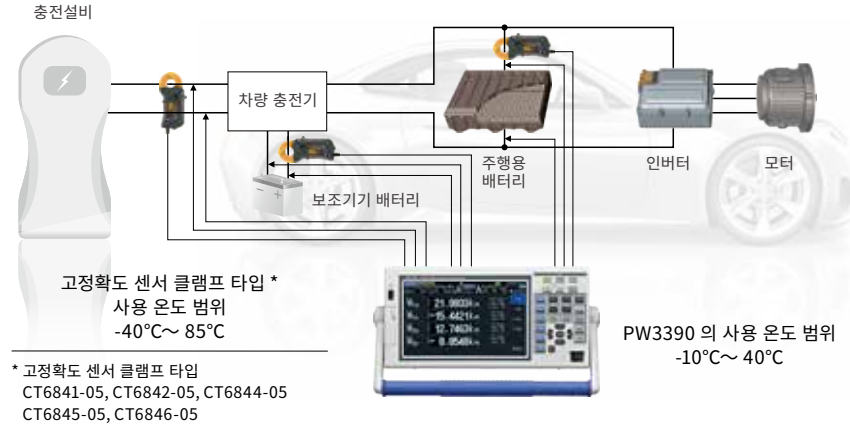 충전설비
차량 충전기
보조기기 배터리
주행용
배터리
인버터
모터
고정확도 센서 클램프 타입 *
사용 온도 범위
-40°C～ 85°C
PW3390 의 사용 온도 범위
-10°C～ 40°C
* 고정확도 센서 클램프 타입
CT6841-05, CT6842-05, CT6844-05
CT6845-05, CT6846-05